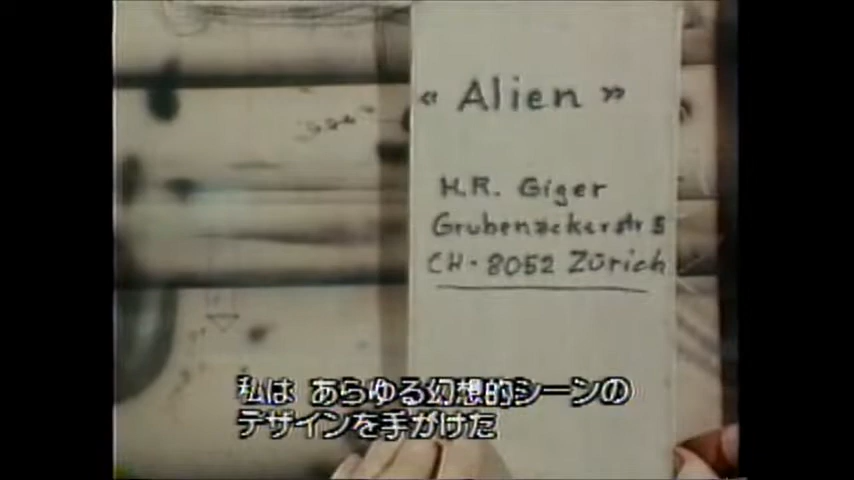 « Alien »
H.R. Giger
Grubenackerstr 5
CH - 8052 Zürich
私は あらゆる幻想的シーンの
デザインを手がけた